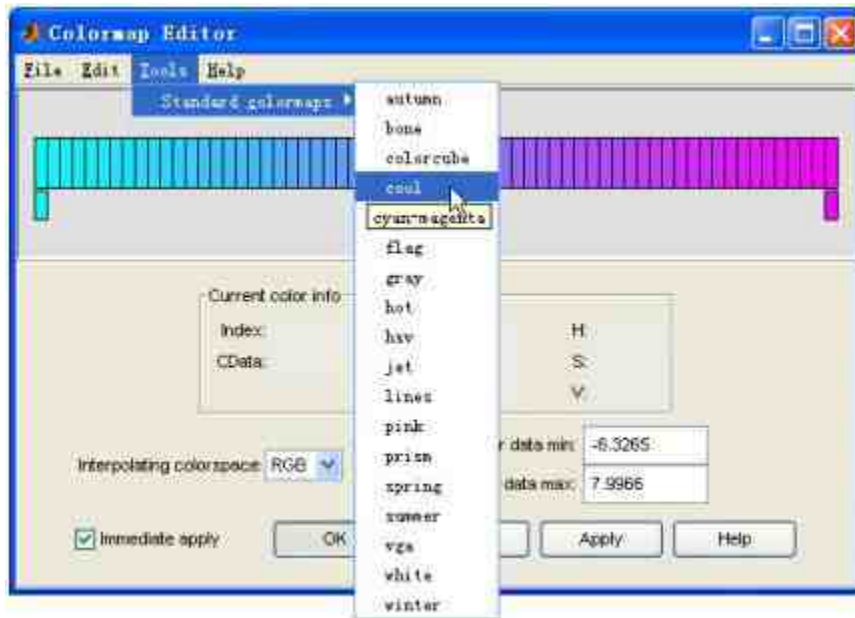 Colormap Editor
File Edit Tools Help
Standard colormaps
autumn
bone
colorcube
cool
cyan-magenta
flag
gray
hot
hsv
jet
lines
pink
prism
spring
summer
vga
white
winter
Current color info
Index:
CData:
H:
S:
V:
Interpolating colorspace RGB
data min: -6.3265
data max: 7.9966
Immediate apply
OK
Apply
Help